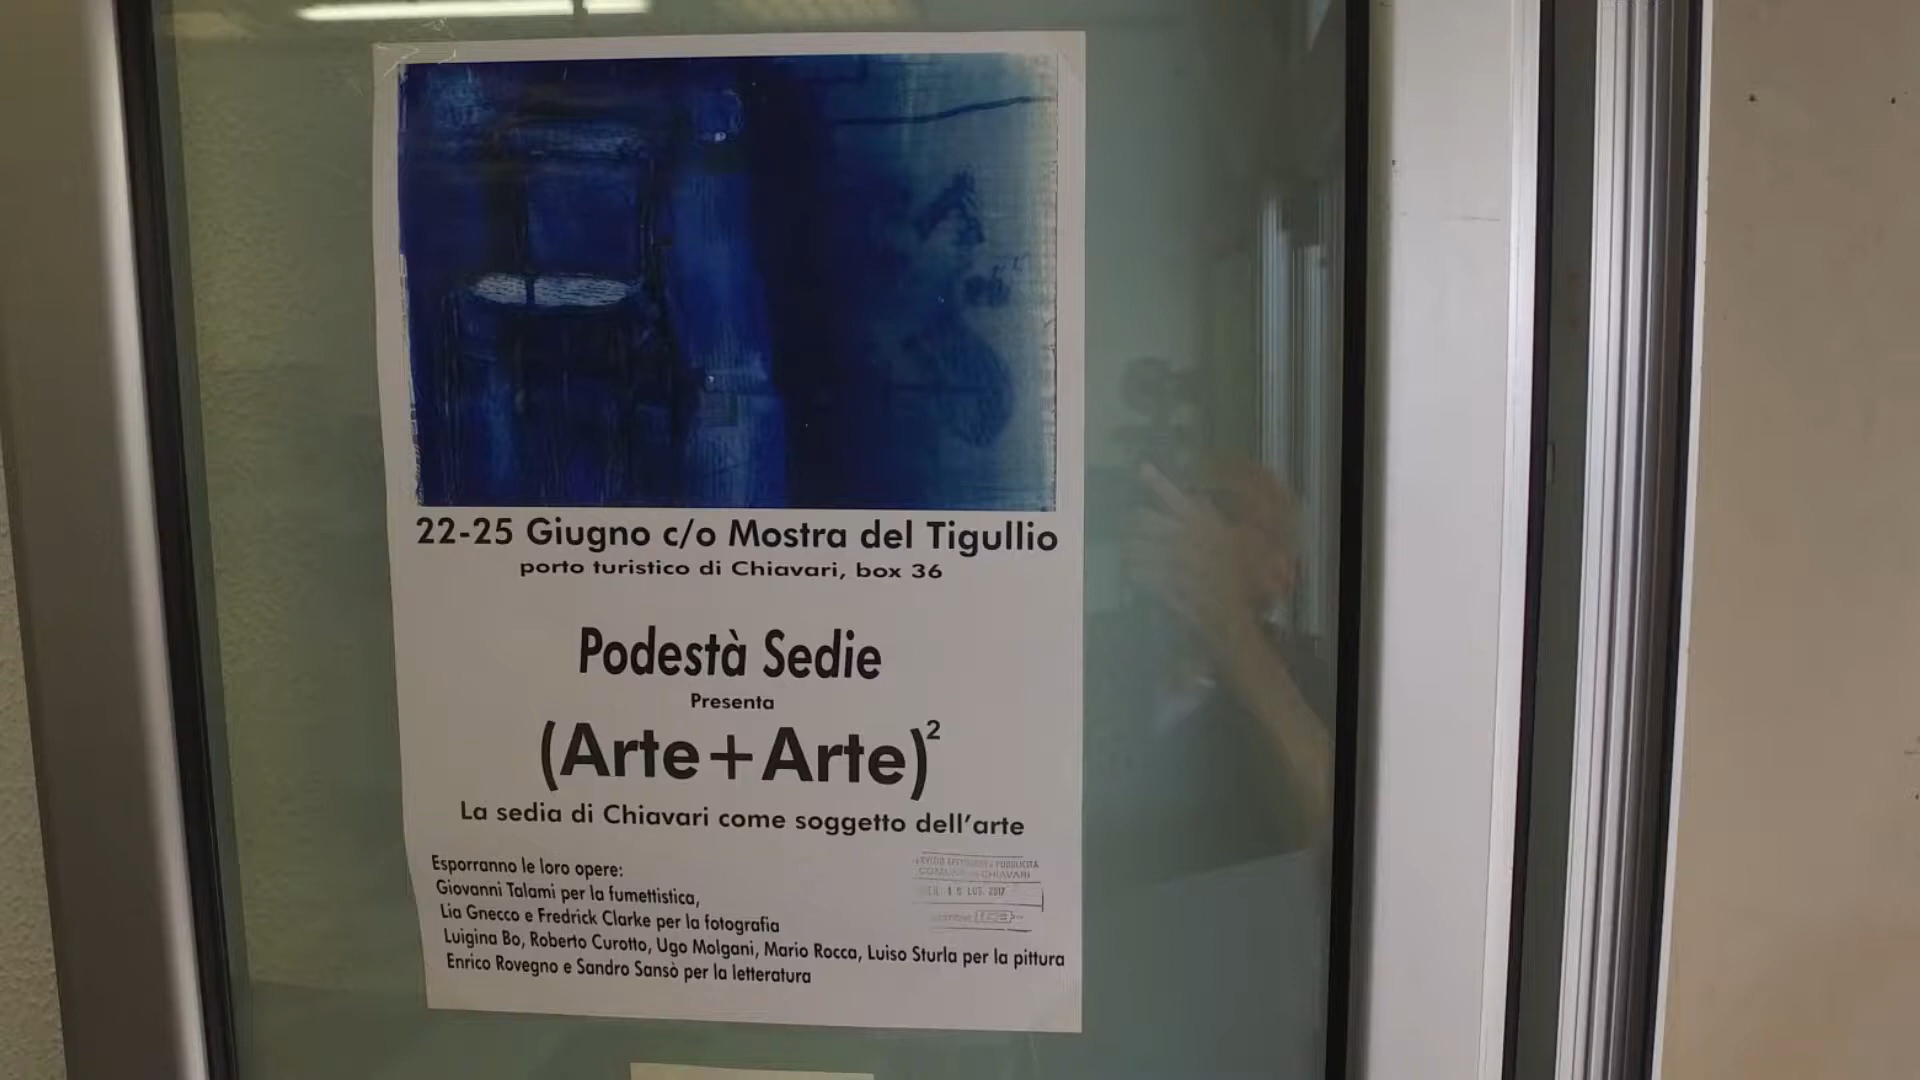 22-25 Giugno c/o Mostra del Tigullio
porto turistico di Chiavari, box 36
Podestà Sedie
Presenta
(Arte+Arte)²
La sedia di Chiavari come soggetto dell'arte
Esporranno le loro opere:
Giovanni Talami per la fumettistica,
Lia Gnecco e Fredrick Clarke per la fotografia
Luigina Bo, Roberto Curotto, Ugo Molgani, Mario Rocca, Luiso Sturla per la pittura
Enrico Rovegno e Sandro Sansò per la letteratura
PUBBLICITÀ
CHIAVARI
LUG. 2017
ICA